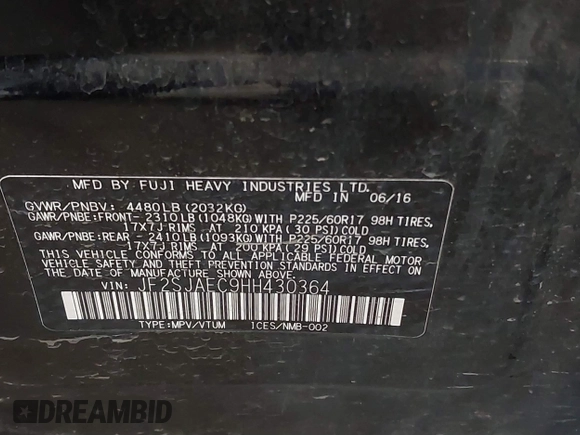 MFD BY FUJI HEAVY INDUSTRIES LTD.
MFD IN 06/16
GVWR/PNBV: 4480LB(2032KG)
GAWR/PNBE:FRONT- 2310LB(1048KG)WITH P225/60R17 98H TIRES,
17X7J RIMS AT 210 KPA(30 PSI)COLD
GAWR/PNBE:REAR - 2410LB(1093KG)WITH P225/60R17 98H TIRES,
17X7J RIMS AT 200KPA(29 PSI)COLD
THIS VEHICLE CONFORMS TO ALL APPLICABLE FEDERAL MOTOR
VEHICLE SAFETY AND THEFT PREVENTION STANDARDS IN EFFECT
ON THE DATE OF MANUFACTURE SHOWN ABOVE.
VIN: JF2SJAEC9HH430364
TYPE:MPV/VTUM ICES/NMB-002
DREAMBID